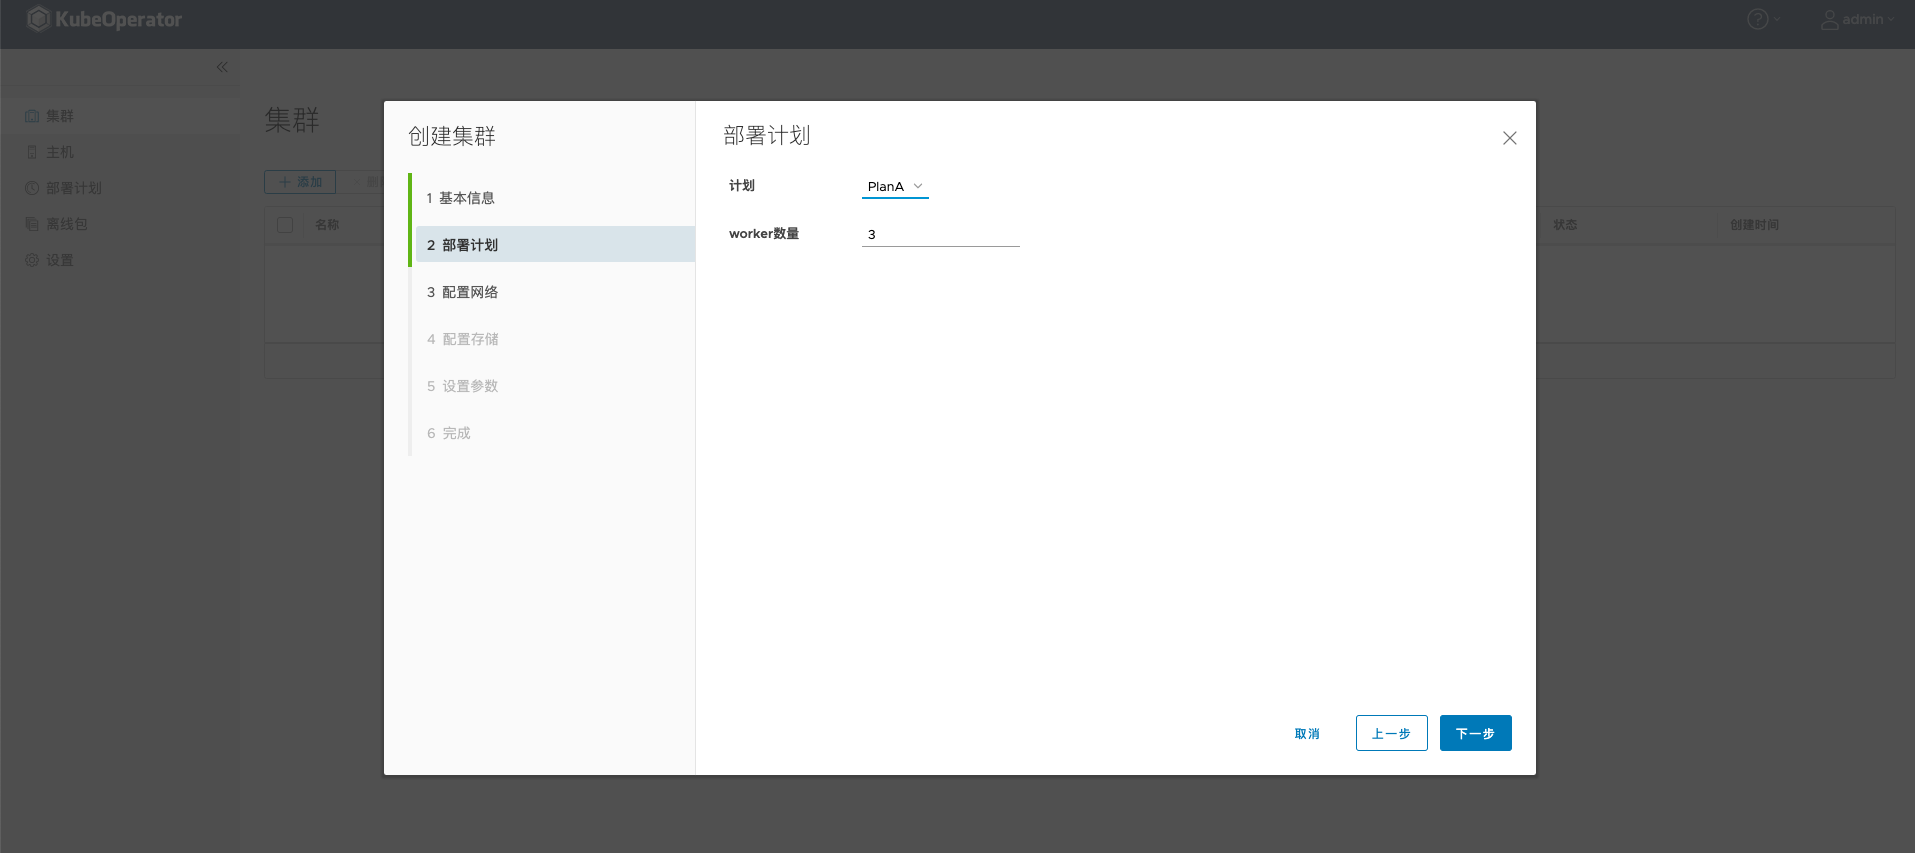 KubeOperator
admin
集群
主机
部署计划
离线包
设置
集群
添加
名称
状态
创建时间
创建集群
1 基本信息
2 部署计划
3 配置网络
4 配置存储
5 设置参数
6 完成
部署计划
计划 PlanA
worker数量 3
取消 上一步 下一步